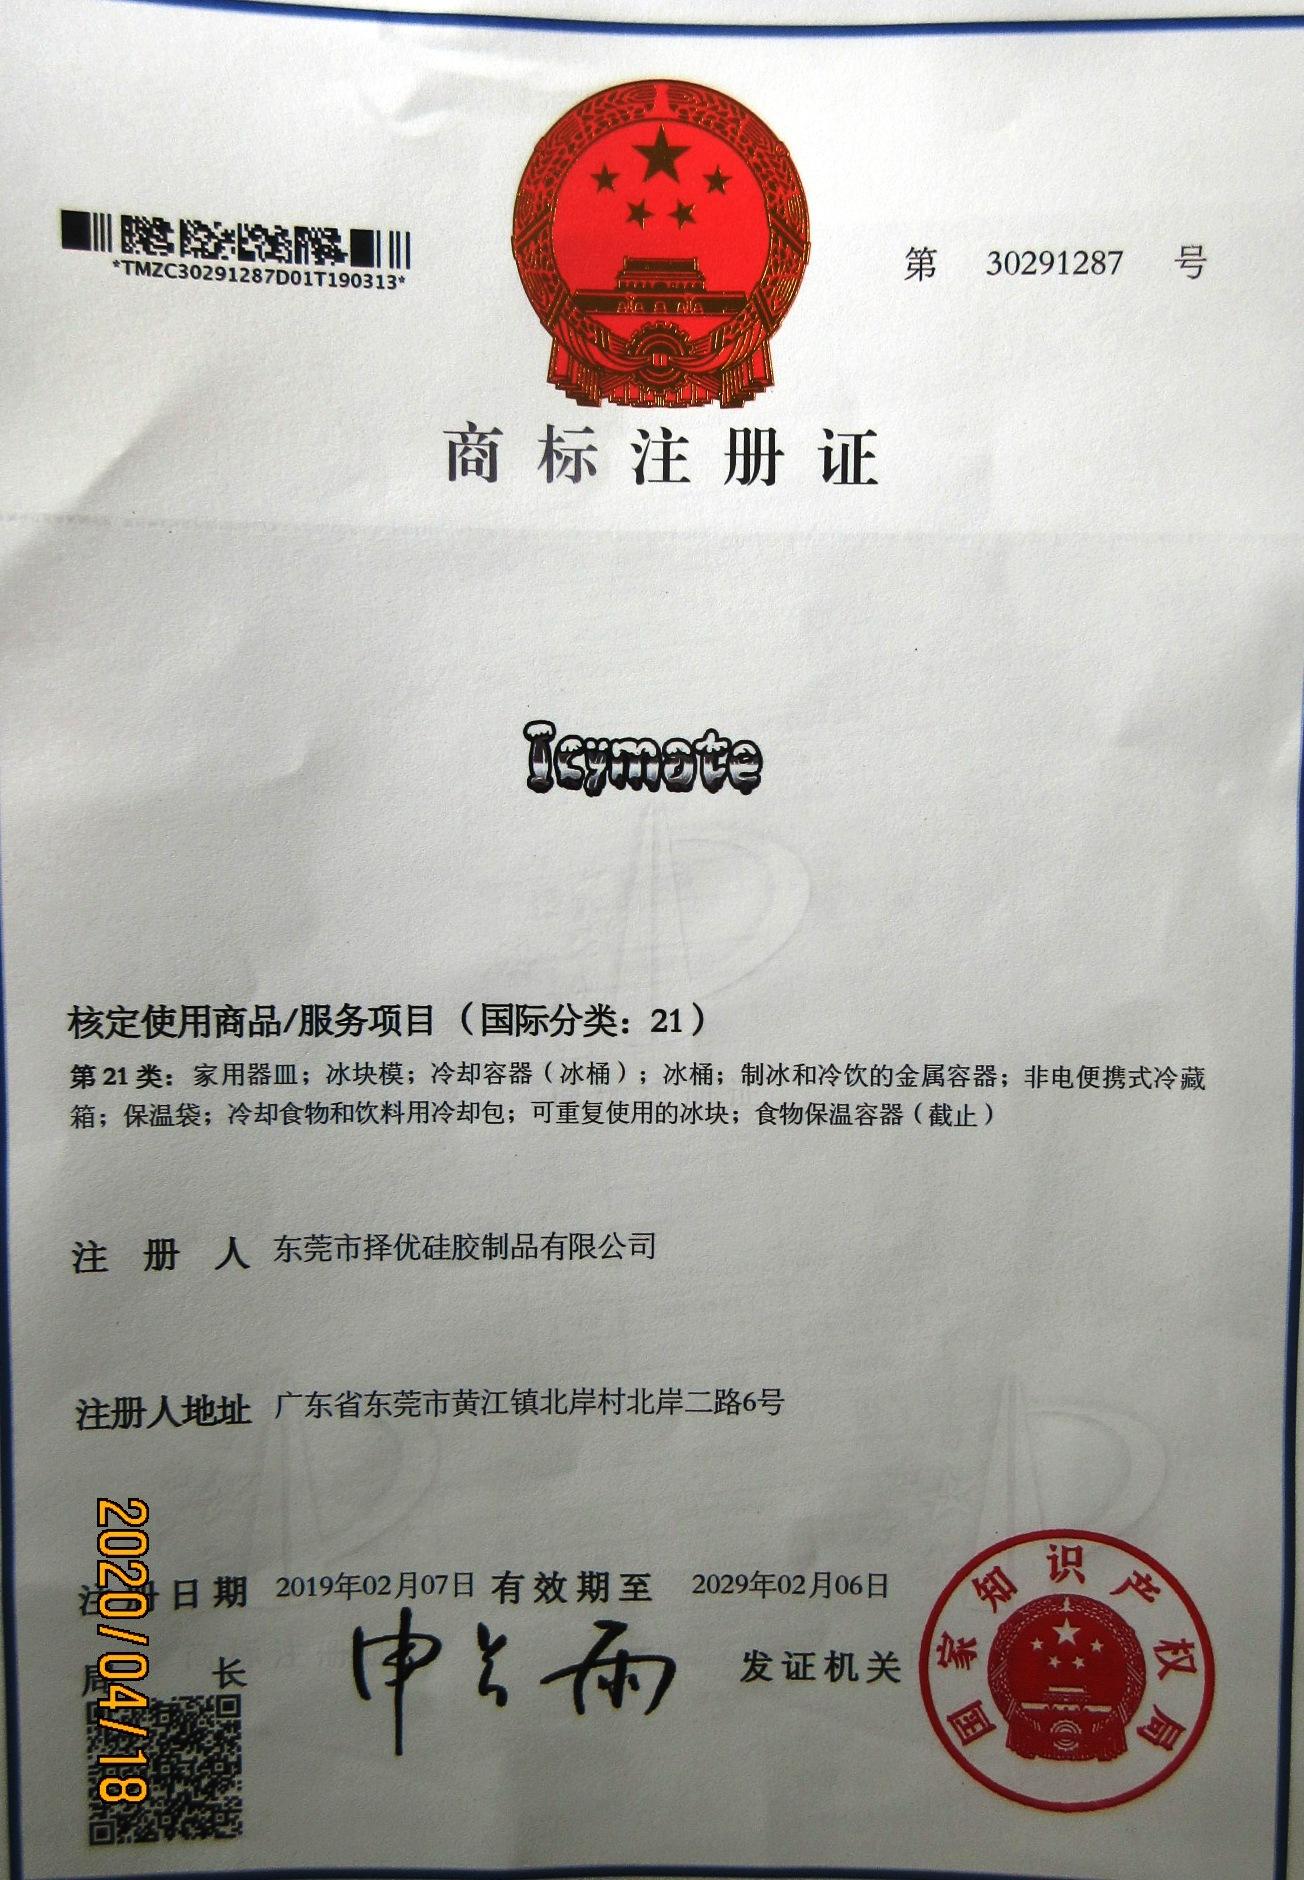 *TMZC30291287D01T190313*
第 30291287 号
商标注册证
Icymate
核定使用商品/服务项目（国际分类：21）
第21类：家用器皿；冰块模；冷却容器（冰桶）；冰桶；制冰和冷饮的金属容器；非电便携式冷藏
箱；保温袋；冷却食物和饮料用冷却包；可重复使用的冰块；食物保温容器（截止）
注 册 人 东莞市择优硅胶制品有限公司
注册人地址 广东省东莞市黄江镇北岸村北岸二路6号
注册日期 2019年02月07日 有效期至 2029年02月06日
局 长 申长雨 发证机关
国家知识产权局
2020/04/18